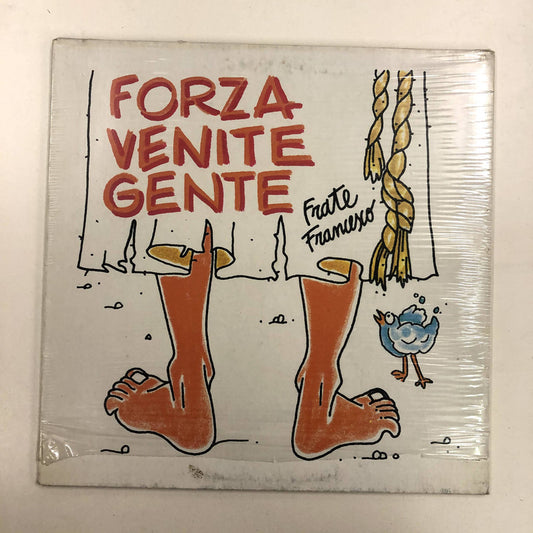 FORZA
VENITE
GENTE
Frate
Francesco